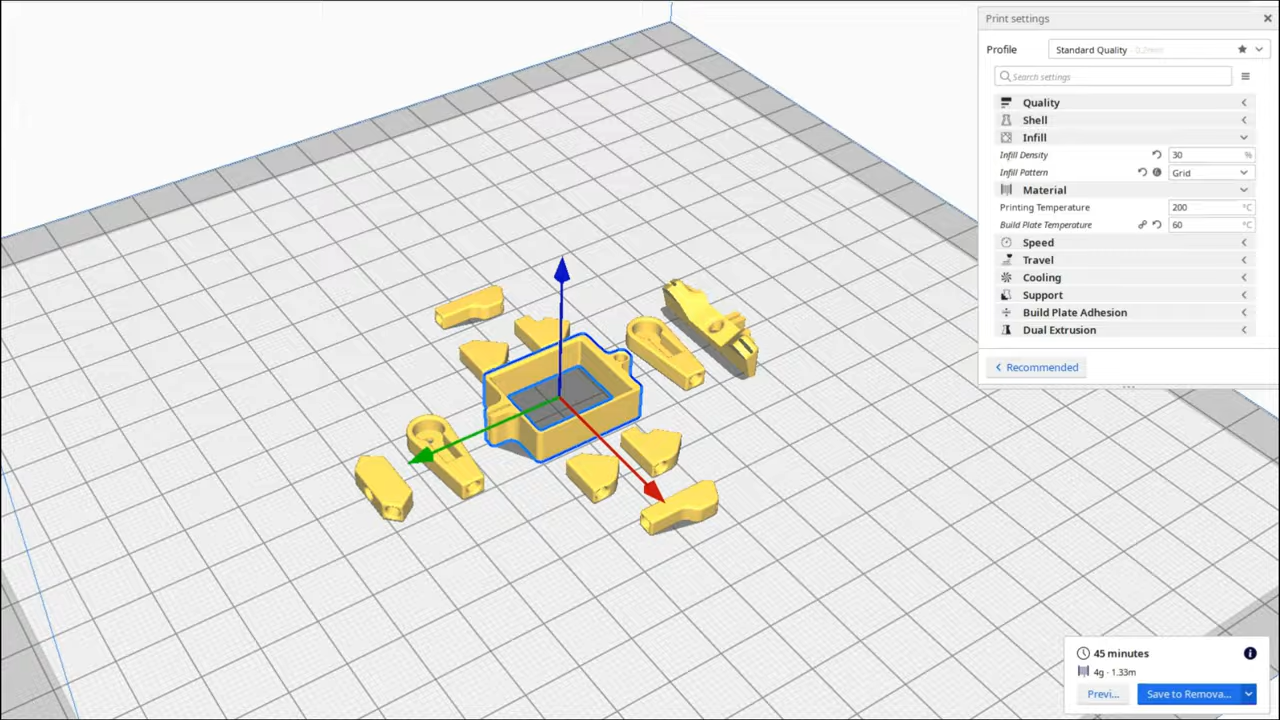 Print settings
Profile
Standard Quality 0.2mm
Search settings
Quality
Shell
Infill
Infill Density 30 %
Infill Pattern Grid
Material
Printing Temperature 200 °C
Build Plate Temperature 60 °C
Speed
Travel
Cooling
Support
Build Plate Adhesion
Dual Extrusion
Recommended
45 minutes
4g · 1.33m
Previ... Save to Remova...